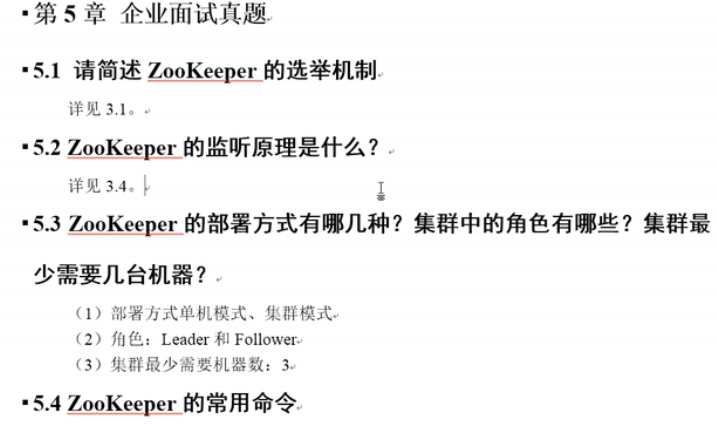 第 5 章 企业面试真题
5.1 请简述 ZooKeeper 的选举机制
详见 3.1。
5.2 ZooKeeper 的监听原理是什么？
详见 3.4。
5.3 ZooKeeper 的部署方式有哪几种？集群中的角色有哪些？集群最
少需要几台机器？
（1）部署方式单机模式、集群模式
（2）角色：Leader 和 Follower
（3）集群最少需要机器数：3
5.4 ZooKeeper 的常用命令